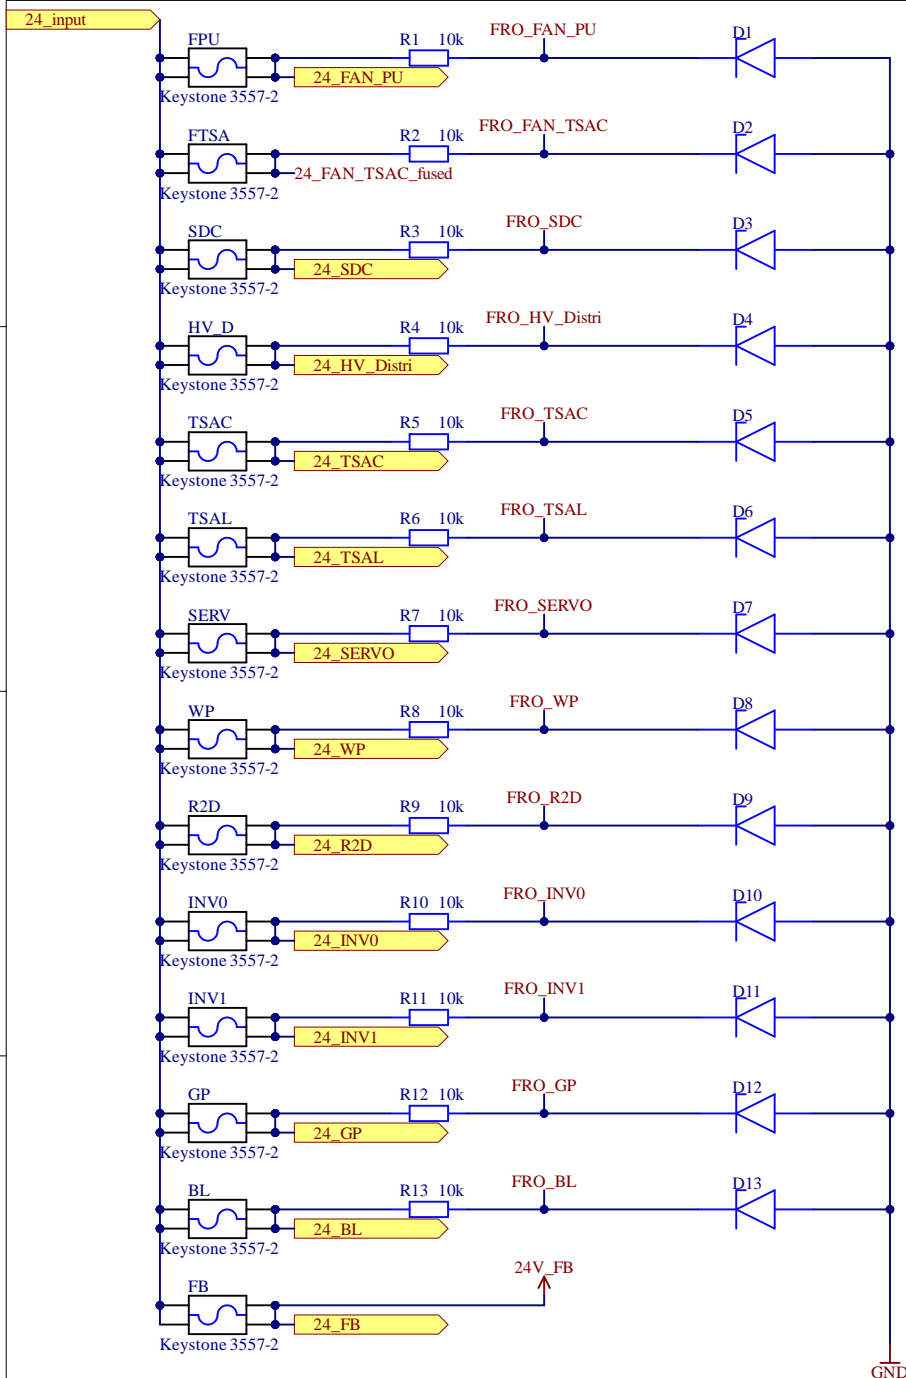 24_input
FPU
R1 10k
FRO_FAN_PU
D1
24_FAN_PU
Keystone 3557-2
FTSA
R2 10k
FRO_FAN_TSAC
D2
24_FAN_TSAC_fused
Keystone 3557-2
SDC
R3 10k
FRO_SDC
D3
24_SDC
Keystone 3557-2
HV_D
R4 10k
FRO_HV_Distri
D4
24_HV_Distri
Keystone 3557-2
TSAC
R5 10k
FRO_TSAC
D5
24_TSAC
Keystone 3557-2
TSAL
R6 10k
FRO_TSAL
D6
24_TSAL
Keystone 3557-2
SERV
R7 10k
FRO_SERVO
D7
24_SERVO
Keystone 3557-2
WP
R8 10k
FRO_WP
D8
24_WP
Keystone 3557-2
R2D
R9 10k
FRO_R2D
D9
24_R2D
Keystone 3557-2
INV0
R10 10k
FRO_INV0
D10
24_INV0
Keystone 3557-2
INV1
R11 10k
FRO_INV1
D11
24_INV1
Keystone 3557-2
GP
R12 10k
FRO_GP
D12
24_GP
Keystone 3557-2
BL
R13 10k
FRO_BL
D13
24_BL
Keystone 3557-2
FB
24V_FB
24_FB
Keystone 3557-2
GND